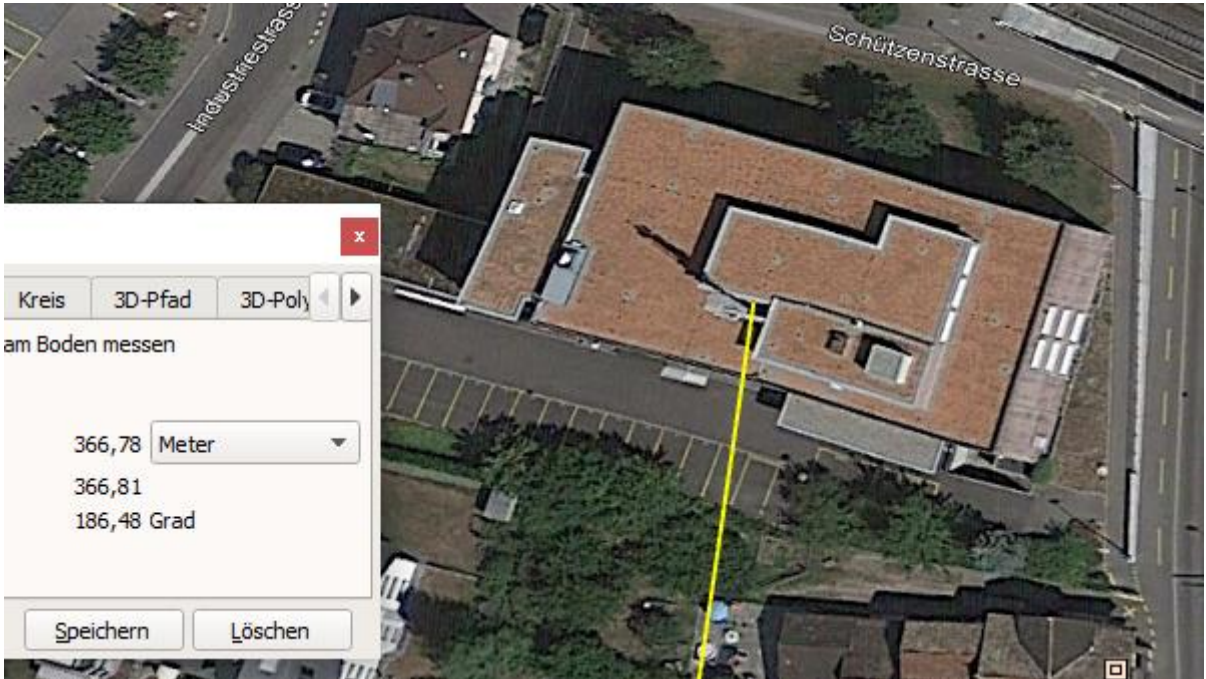 Industriestrass
Schützenstrasse
x
Kreis 3D-Pfad 3D-Poly
am Boden messen
366,78 Meter
366,81
186,48 Grad
Speichern Löschen